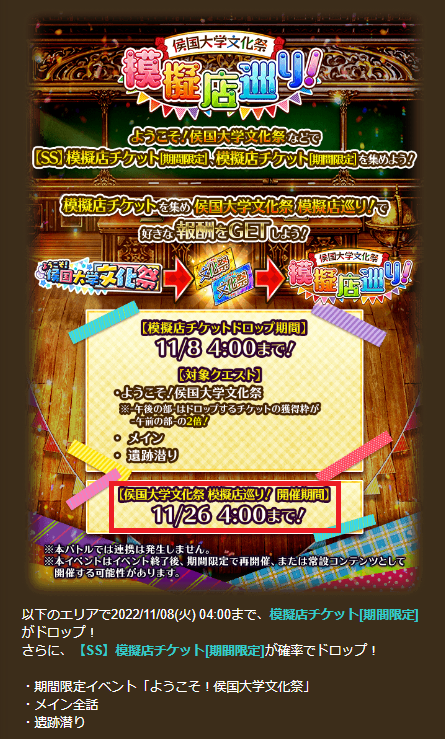 侯国大学文化祭
模擬店巡り!
ようこそ!侯国大学文化祭などで
【SS】模擬店チケット[期間限定]、模擬店チケット[期間限定]を集めよう!
模擬店チケットを集め侯国大学文化祭 模擬店巡り!で
好きな報酬をGETしよう!
ようこそ!侯国大学文化祭
文化祭
文化祭
侯国大学文化祭
模擬店巡り!
【模擬店チケットドロップ期間】
11/8 4:00まで!
【対象クエスト】
・ようこそ!侯国大学文化祭
※-午後の部-はドロップするチケットの獲得枠が
-午前の部-の2倍!
・ メイン
・ 遺跡潜り
【侯国大学文化祭 模擬店巡り! 開催期間】
11/26 4:00まで!
※本バトルでは連携は発生しません。
※本イベントはイベント終了後、期間限定で再開催、または常設コンテンツとして
開催する可能性があります。
以下のエリアで2022/11/08(火) 04:00まで、模擬店チケット[期間限定]
がドロップ!
さらに、【SS】模擬店チケット[期間限定]が確率でドロップ!
・期間限定イベント「ようこそ!侯国大学文化祭」
・メイン全話
・遺跡潜り